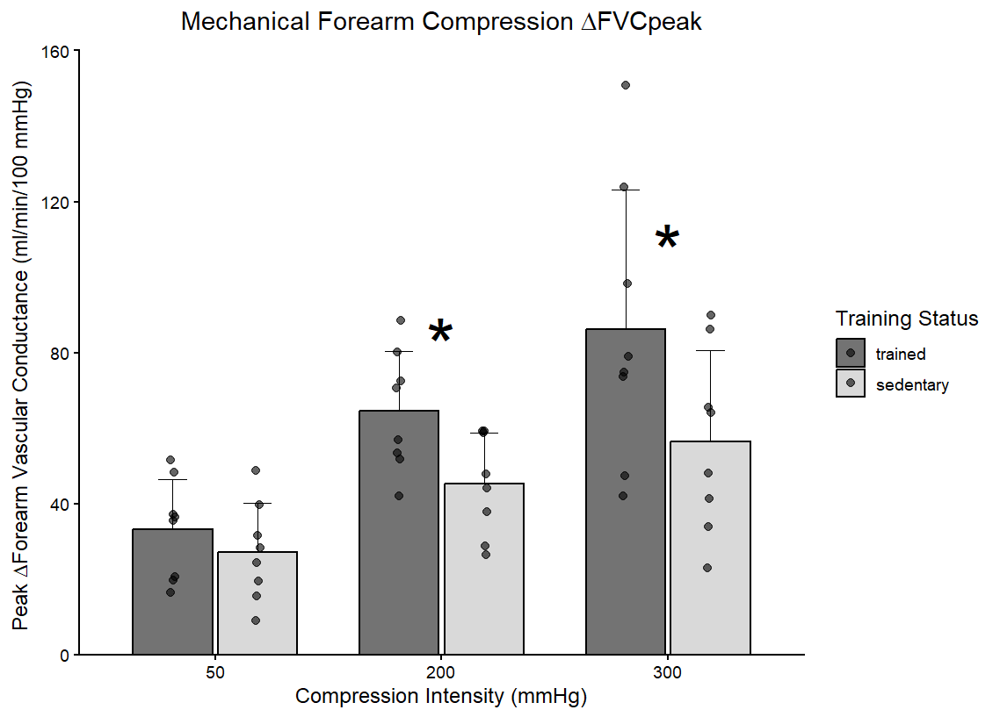 Mechanical Forearm Compression ΔFVCpeak
Peak ΔForearm Vascular Conductance (ml/min/100 mmHg)
160
120
80
40
0
*
*
50
200
300
Compression Intensity (mmHg)
Training Status
trained
sedentary